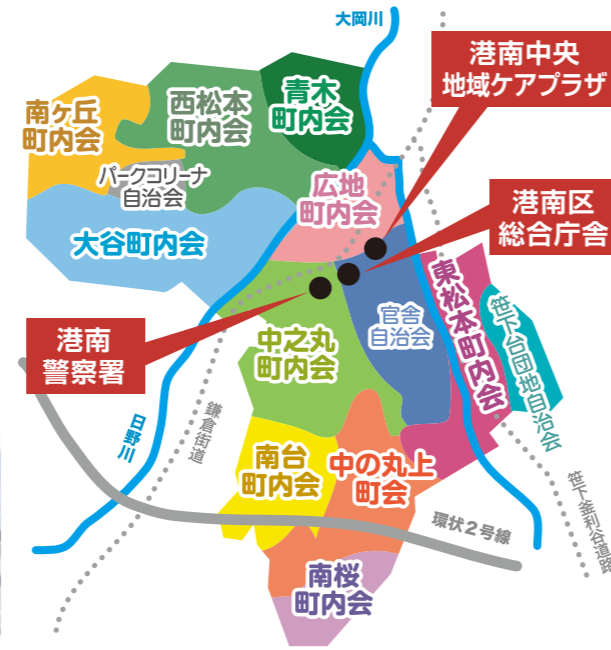 大岡川
港南中央
地域ケアプラザ
青木
町内会
西松本
町内会
南ヶ丘
町内会
パークコリーナ
自治会
広地
町内会
港南区
総合庁舎
大谷町内会
東松本町内会
笹下台団地自治会
官舎
自治会
港南
警察署
中之丸
町内会
日野川
鎌倉街道
南台
町内会
中の丸上
町会
環状2号線
笹下釜利谷道路
南桜
町内会